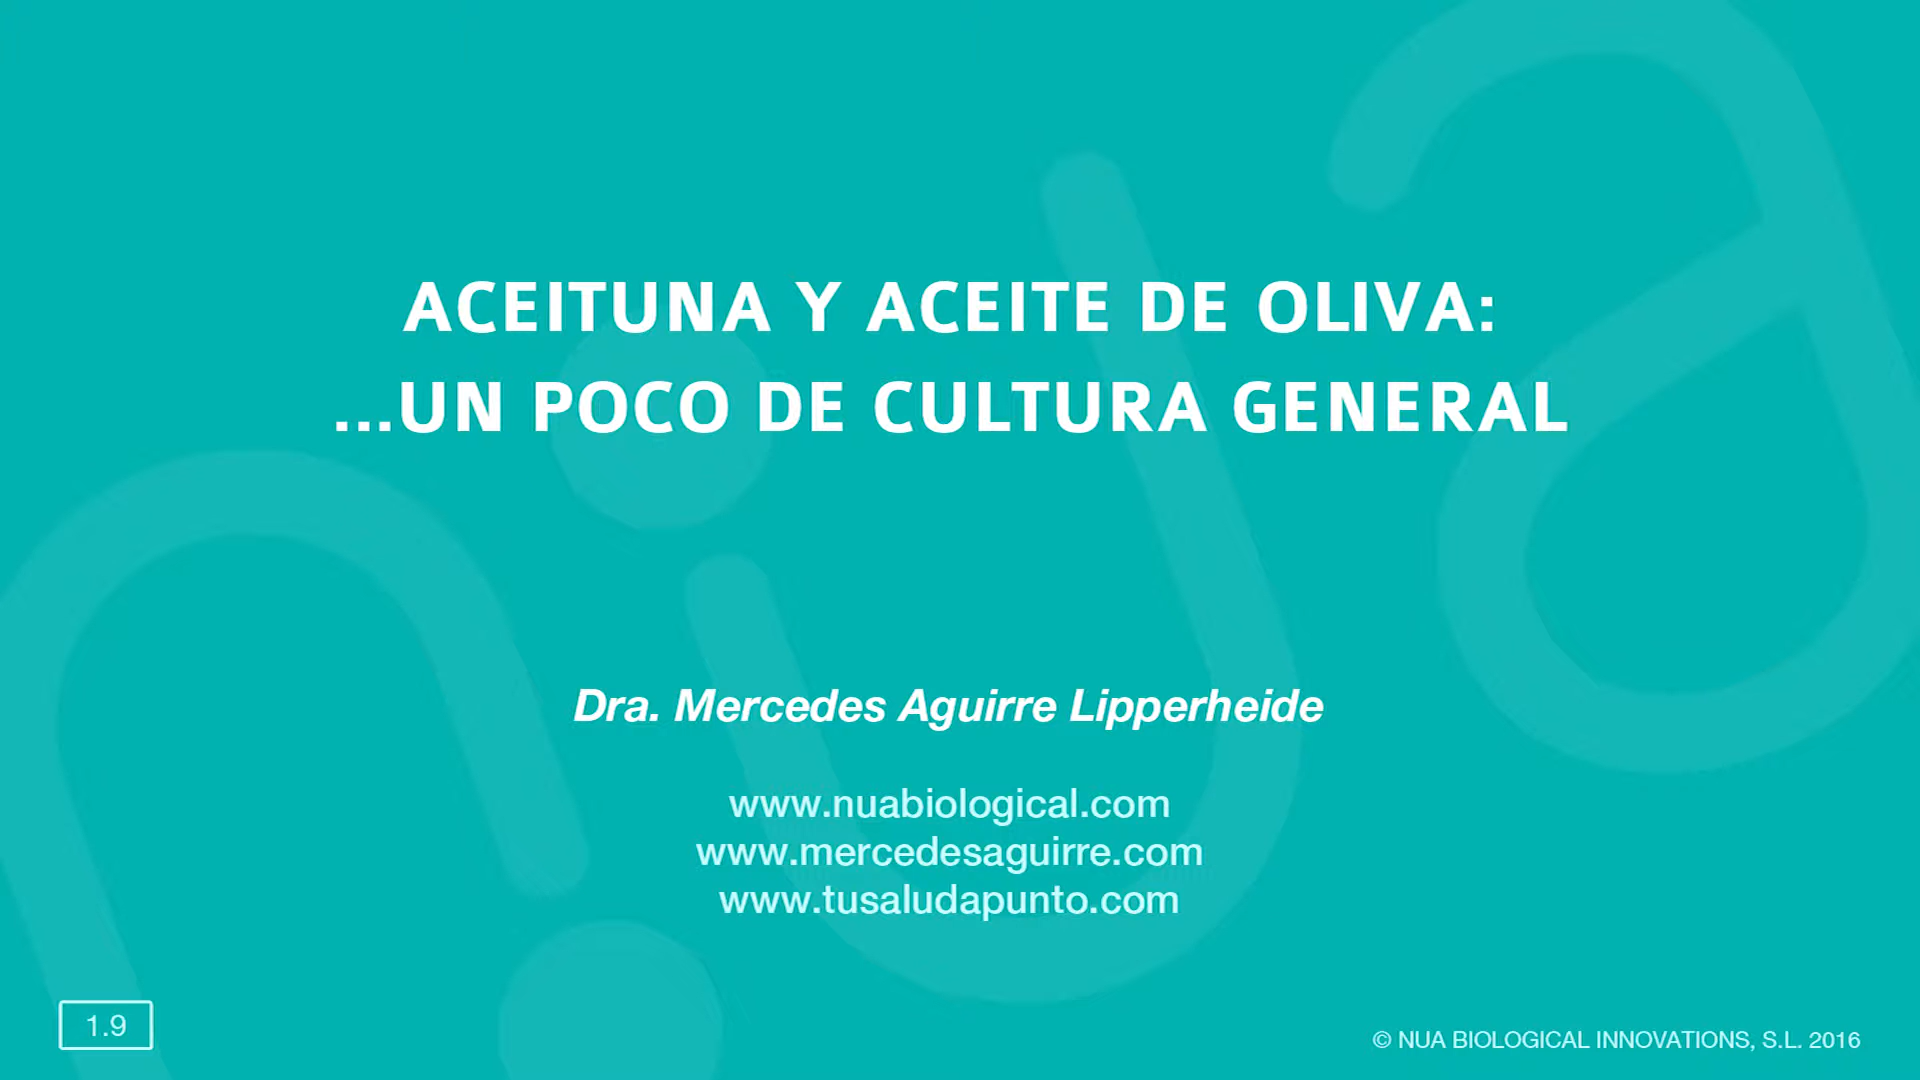 ACEITUNA Y ACEITE DE OLIVA:
...UN POCO DE CULTURA GENERAL
Dra. Mercedes Aguirre Lipperheide
www.nuabiological.com
www.mercedesaguirre.com
www.tusaludapunto.com
1.9
© NUA BIOLOGICAL INNOVATIONS, S.L. 2016